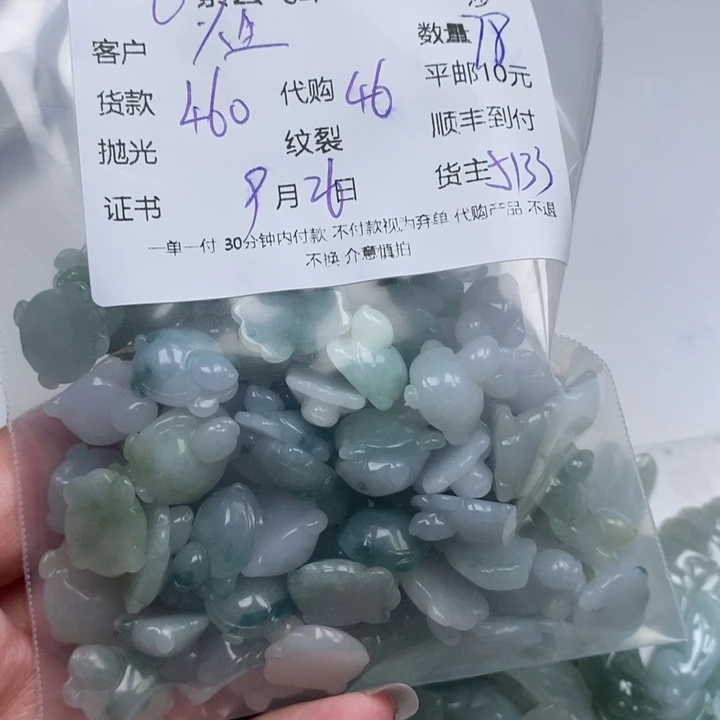 客户 数量 78
货款 460 代购 46 平邮10元
抛光 纹裂 顺丰到付
证书 9月26日 货主 5133
一单一付 30分钟内付款 不付款视为弃单 代购产品 不退
不换 介意慎拍